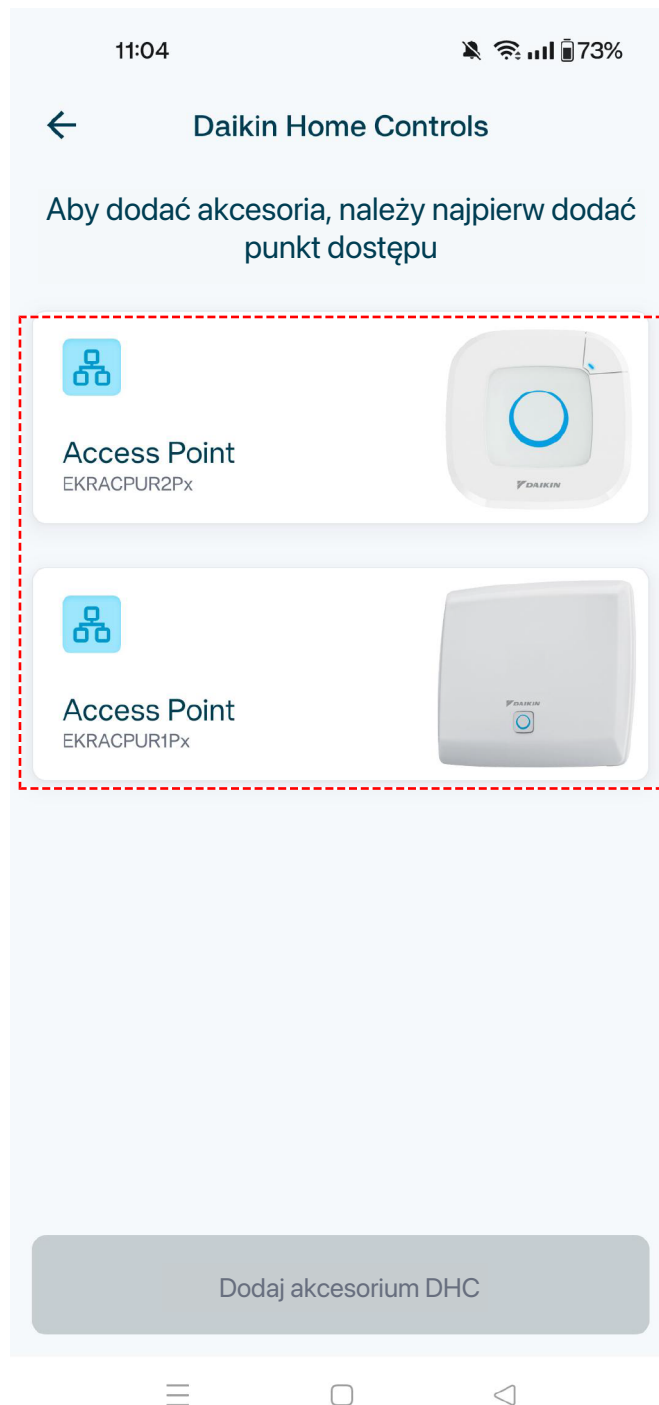 11:04
73%
Daikin Home Controls
Aby dodać akcesoria, należy najpierw dodać
punkt dostępu
Access Point
EKRACPUR2Px
DAIKIN
Access Point
EKRACPUR1Px
DAIKIN
Dodaj akcesorium DHC